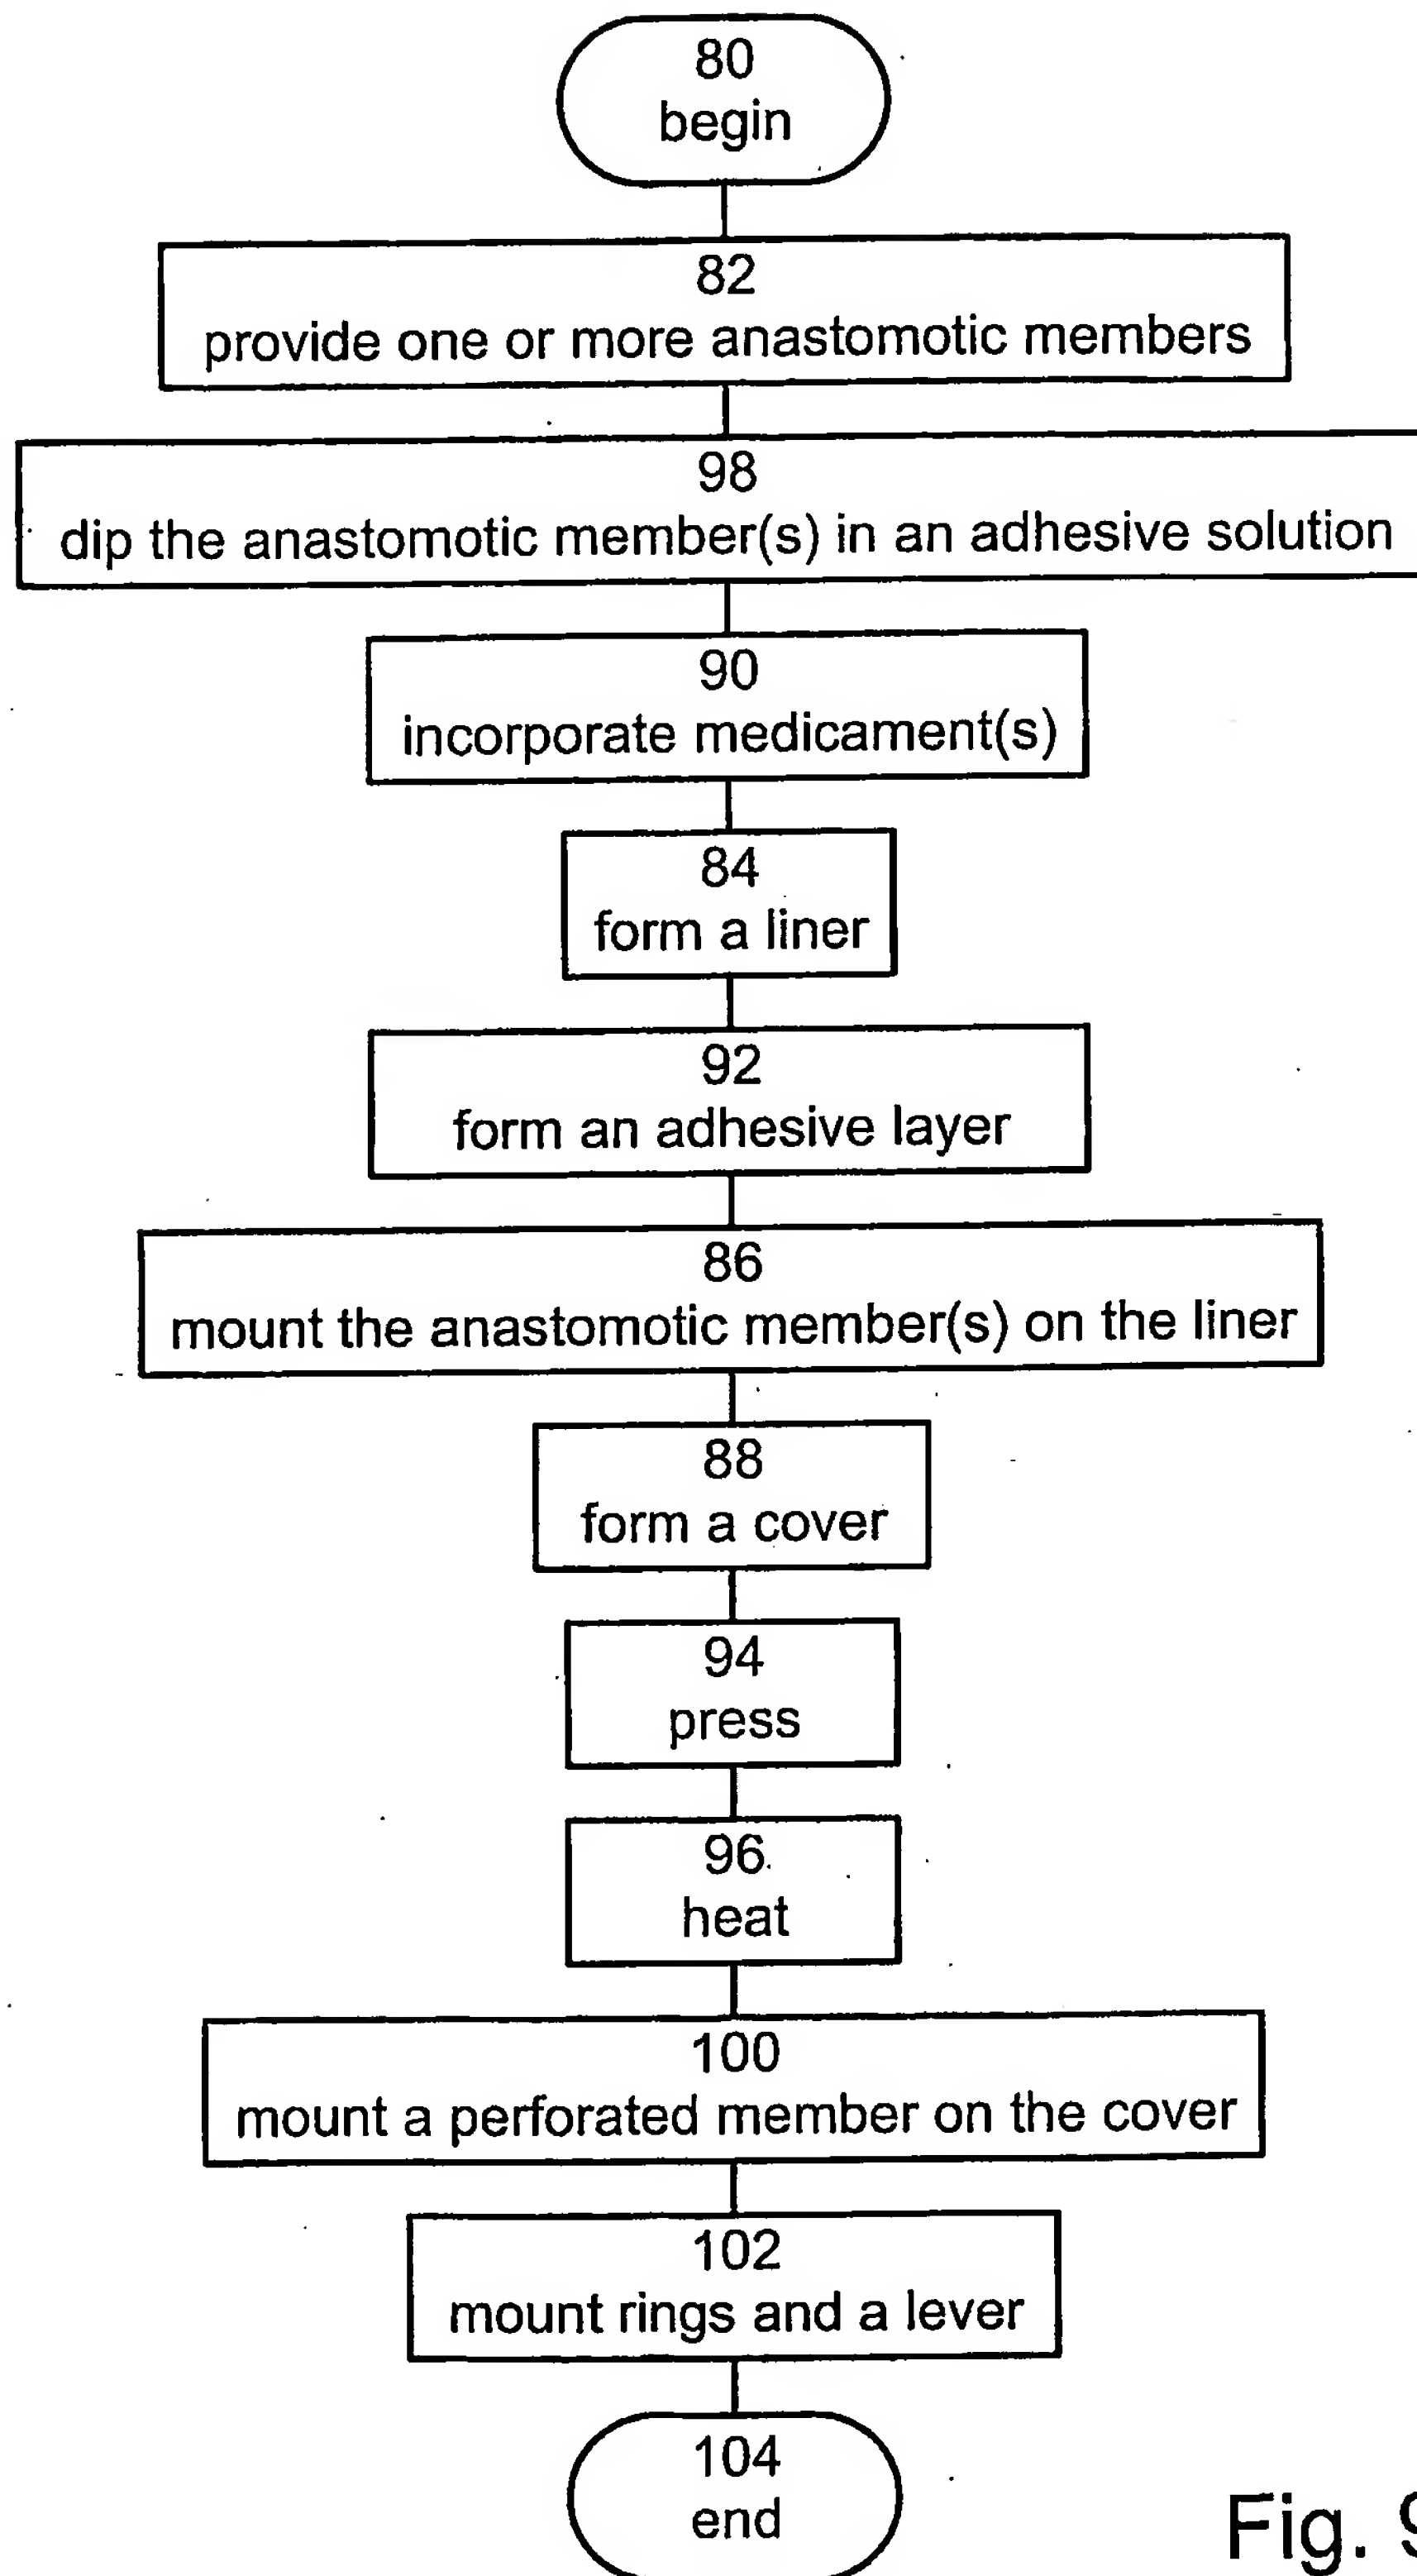 80
begin
82
provide one or more anastomotic members
98
dip the anastomotic member(s) in an adhesive solution
90
incorporate medicament(s)
84
form a liner
92
form an adhesive layer
86
mount the anastomotic member(s) on the liner
88
form a cover
94
press
96
heat
100
mount a perforated member on the cover
102
mount rings and a lever
104
end
Fig. 9